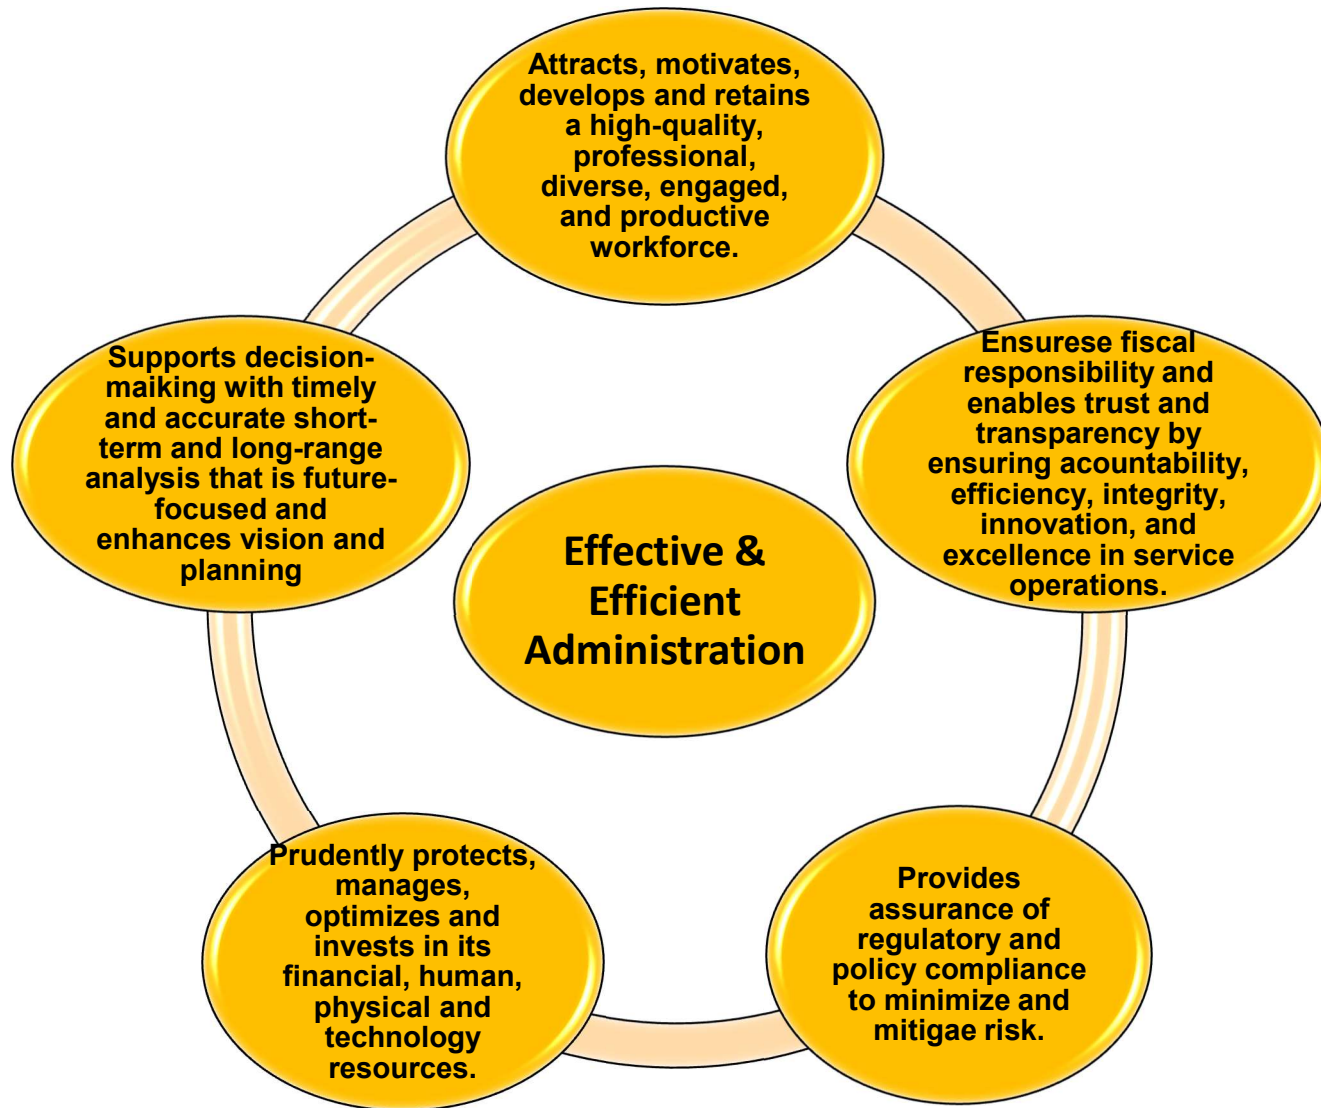 Attracts, motivates,
develops and retains
a high-quality,
professional,
diverse, engaged,
and productive
workforce.
Ensurese fiscal
responsibility and
enables trust and
transparency by
ensuring acountability,
efficiency, integrity,
innovation, and
excellence in service
operations.
Provides
assurance of
regulatory and
policy compliance
to minimize and
mitigae risk.
Prudently protects,
manages,
optimizes and
invests in its
financial, human,
physical and
technology
resources.
Supports decision-
maiking with timely
and accurate short-
term and long-range
analysis that is future-
focused and
enhances vision and
planning
Effective &
Efficient
Administration